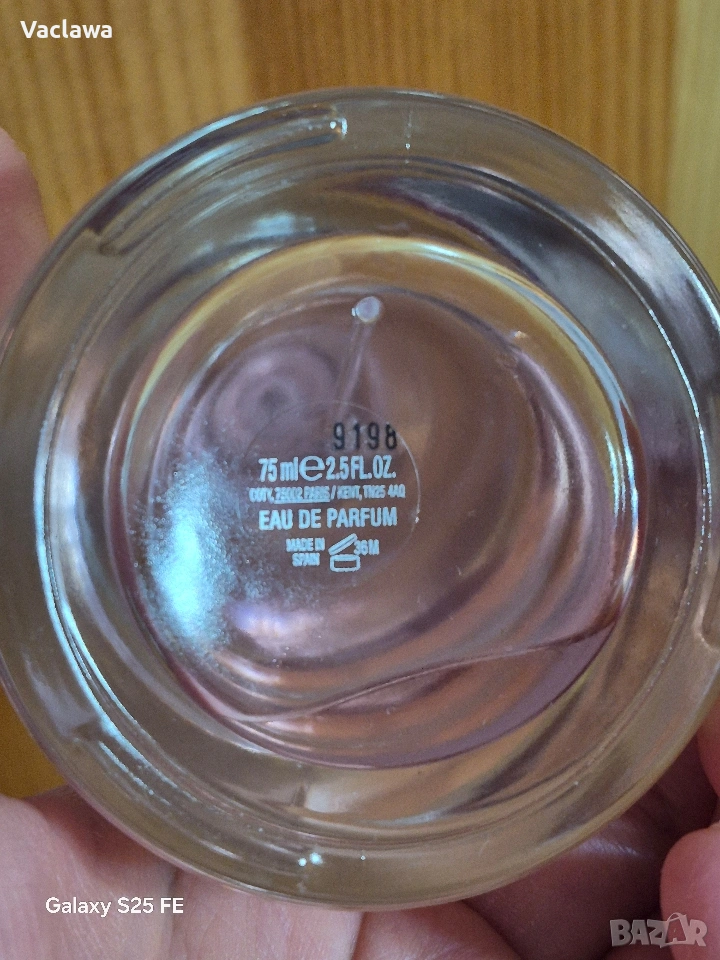 Vaclawa
9198
75 ml e 2.5 FL. OZ.
COTY, 28002 PARIS / KENT, TN25 4AQ
EAU DE PARFUM
MADE IN
SPAIN
36M
Galaxy S25 FE
BAZAR